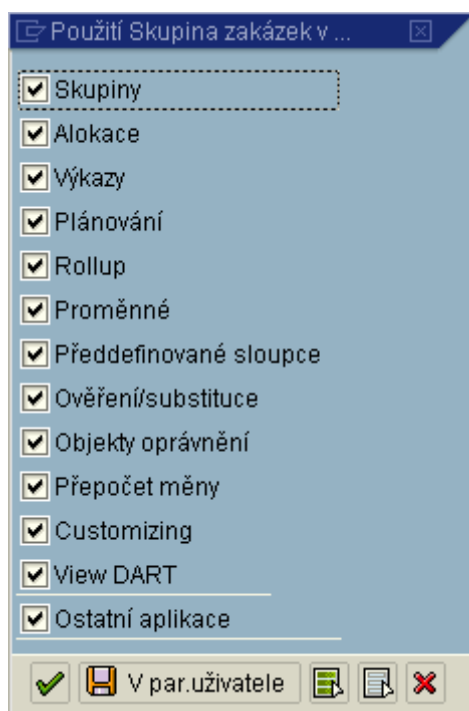 Použití Skupina zakázek v ...
Skupiny
Alokace
Výkazy
Plánování
Rollup
Proměnné
Předdefinované sloupce
Ověření/substituce
Objekty oprávnění
Přepočet měny
Customizing
View DART
Ostatní aplikace
V par.uživatele